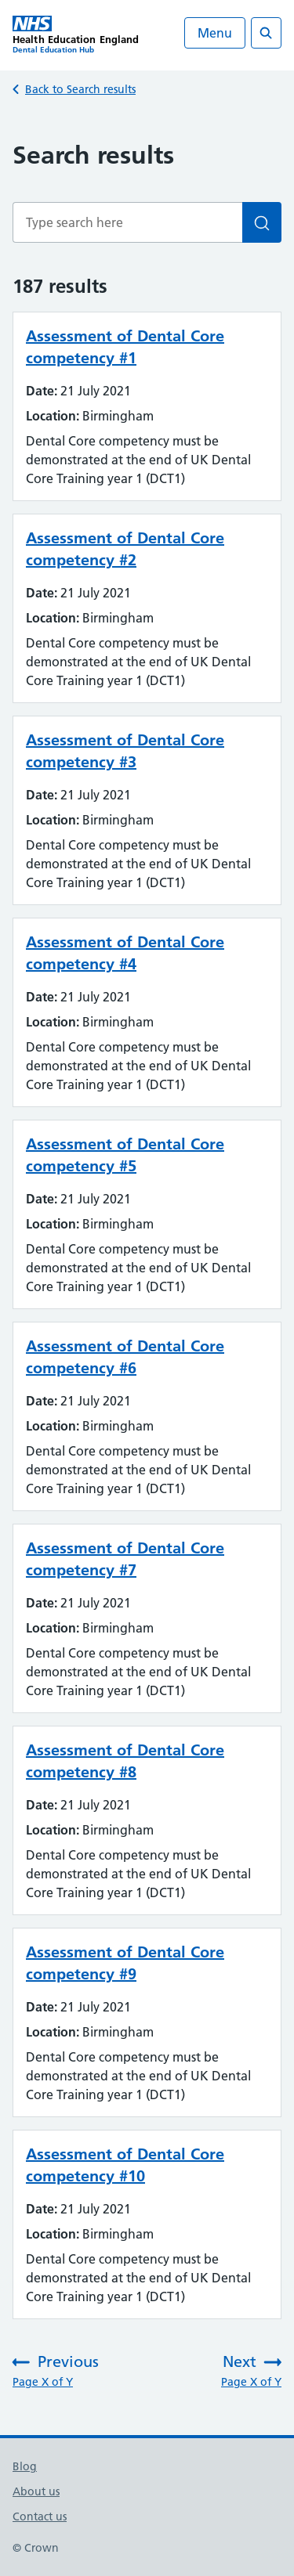 NHS
Health Education England
Dental Education Hub
Menu
Back to Search results
Search results
Type search here
187 results
Assessment of Dental Core
competency #1
Date: 21 July 2021
Location: Birmingham
Dental Core competency must be
demonstrated at the end of UK Dental
Core Training year 1 (DCT1)
Assessment of Dental Core
competency #2
Date: 21 July 2021
Location: Birmingham
Dental Core competency must be
demonstrated at the end of UK Dental
Core Training year 1 (DCT1)
Assessment of Dental Core
competency #3
Date: 21 July 2021
Location: Birmingham
Dental Core competency must be
demonstrated at the end of UK Dental
Core Training year 1 (DCT1)
Assessment of Dental Core
competency #4
Date: 21 July 2021
Location: Birmingham
Dental Core competency must be
demonstrated at the end of UK Dental
Core Training year 1 (DCT1)
Assessment of Dental Core
competency #5
Date: 21 July 2021
Location: Birmingham
Dental Core competency must be
demonstrated at the end of UK Dental
Core Training year 1 (DCT1)
Assessment of Dental Core
competency #6
Date: 21 July 2021
Location: Birmingham
Dental Core competency must be
demonstrated at the end of UK Dental
Core Training year 1 (DCT1)
Assessment of Dental Core
competency #7
Date: 21 July 2021
Location: Birmingham
Dental Core competency must be
demonstrated at the end of UK Dental
Core Training year 1 (DCT1)
Assessment of Dental Core
competency #8
Date: 21 July 2021
Location: Birmingham
Dental Core competency must be
demonstrated at the end of UK Dental
Core Training year 1 (DCT1)
Assessment of Dental Core
competency #9
Date: 21 July 2021
Location: Birmingham
Dental Core competency must be
demonstrated at the end of UK Dental
Core Training year 1 (DCT1)
Assessment of Dental Core
competency #10
Date: 21 July 2021
Location: Birmingham
Dental Core competency must be
demonstrated at the end of UK Dental
Core Training year 1 (DCT1)
Previous
Page X of Y
Next
Page X of Y
Blog
About us
Contact us
© Crown